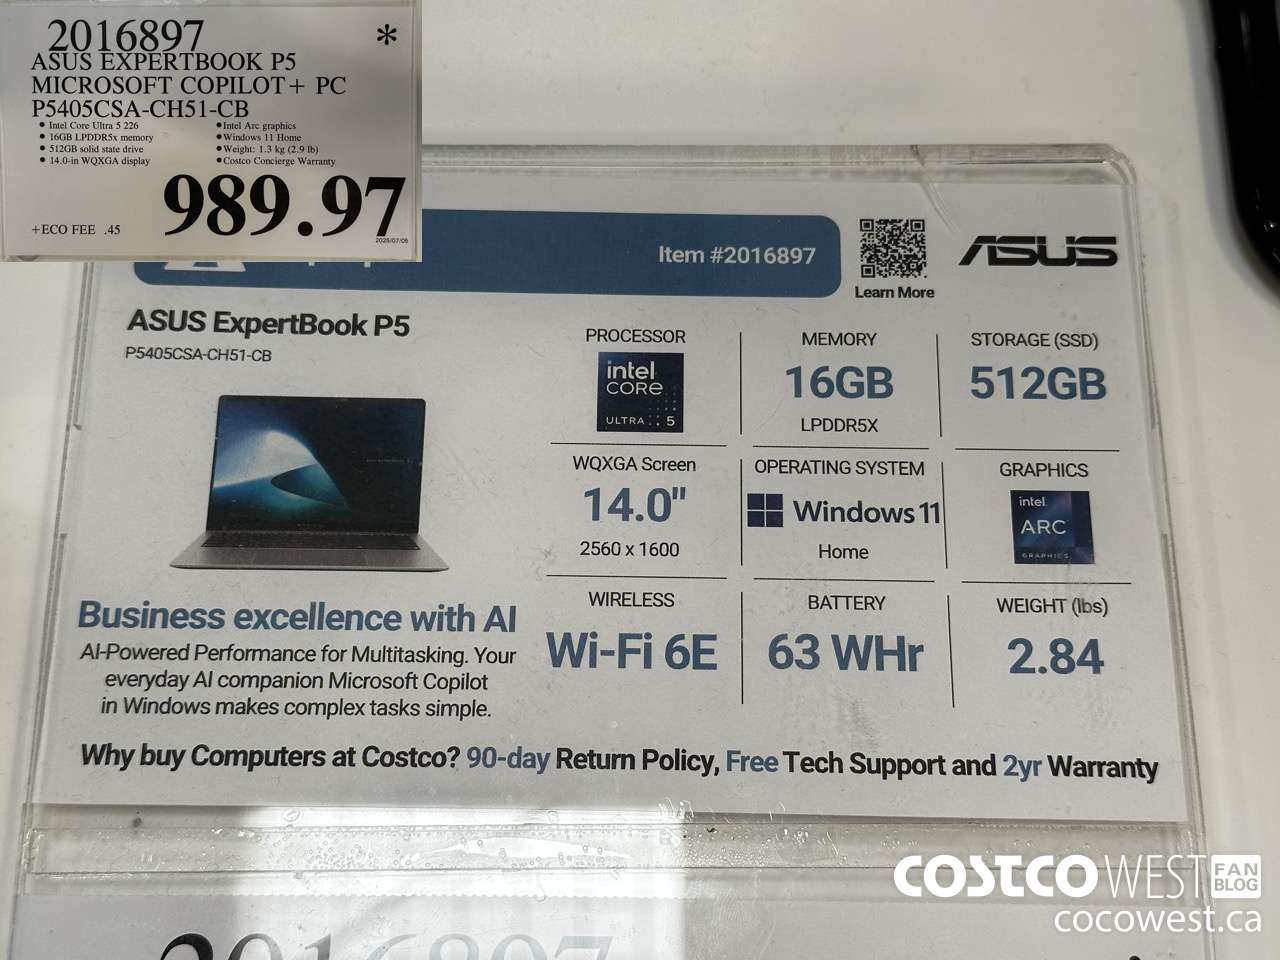 2016897 *
ASUS EXPERTBOOK P5
MICROSOFT COPILOT+ PC
P5405CSA-CH51-CB
● Intel Core Ultra 5 226
● 16GB LPDDR5x memory
● 512GB solid state drive
● 14.0-in WQXGA display
● Intel Arc graphics
● Windows 11 Home
● Weight: 1.3 kg (2.9 lb)
● Costco Concierge Warranty
989.97
+ECO FEE .45
Item #2016897
Learn More
ASUS
ASUS ExpertBook P5
P5405CSA-CH51-CB
PROCESSOR
intel
CORE
ULTRA 5
MEMORY
16GB
LPDDR5X
STORAGE (SSD)
512GB
WQXGA Screen
14.0"
2560 x 1600
OPERATING SYSTEM
Windows 11
Home
GRAPHICS
intel
ARC
GRAPHICS
WIRELESS
Wi-Fi 6E
BATTERY
63 WHr
WEIGHT (lbs)
2.84
Business excellence with AI
AI-Powered Performance for Multitasking. Your
everyday AI companion Microsoft Copilot
in Windows makes complex tasks simple.
Why buy Computers at Costco? 90-day Return Policy, Free Tech Support and 2yr Warranty
2016897
COSTCO WEST FAN
BLOG
cocowest.ca